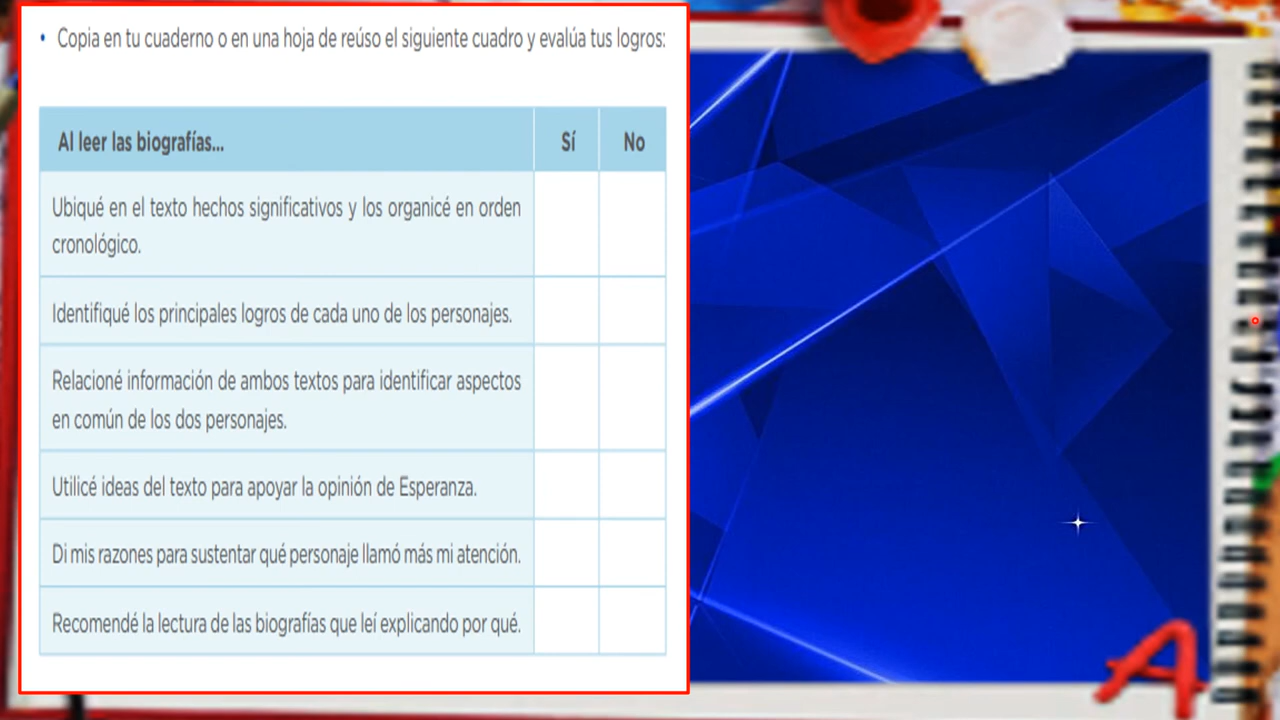 • Copia en tu cuaderno o en una hoja de reúso el siguiente cuadro y evalúa tus logros:
Al leer las biografías... Sí No
Ubiqué en el texto hechos significativos y los organicé en orden
cronológico.
Identifiqué los principales logros de cada uno de los personajes.
Relacioné información de ambos textos para identificar aspectos
en común de los dos personajes.
Utilicé ideas del texto para apoyar la opinión de Esperanza.
Di mis razones para sustentar qué personaje llamó más mi atención.
Recomendé la lectura de las biografías que leí explicando por qué.
A